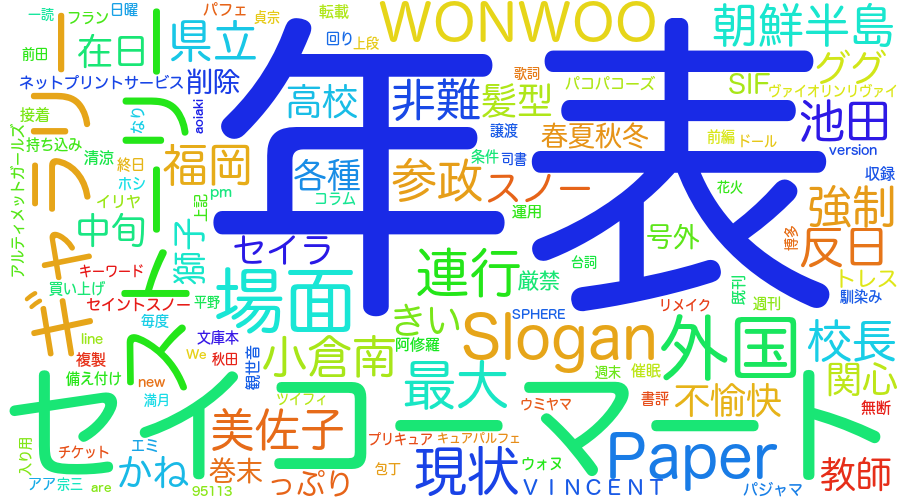 年表
セイコーマート
ギャラリー
ストーリー
場面
外国
WONWOO
朝鮮半島
Slogan
Paper
一読
フラン
日曜
パフェ
貞宗
転載
前田
在日
県立
回り
上段
ググ
ネットプリントサービス
削除
高校
非難
髪型
歌詞
パコパコーズ
SIF
ヴァイオリンリヴァイ
接着
なり
aoiaki
譲渡
春夏秋冬
前編
ドール
池田
持ち込み
清涼
終日
福岡
各種
参政
条件
司書
version
ホシ
イリヤ
pm
コラム
スノー
花火
収録
アルティメットガールズ
中旬
獅子
上記
セイラ
運用
号外
博多
強制
反日
キーワード
買い上げ
連行
厳禁
台詞
既刊
トレス
セイントスノー
平野
週刊
馴染み
毎度
文庫本
きい
SPHERE
リメイク
line
We
複製
秋田
観世音
小倉南
阿修羅
校長
備え付け
new
満月
ツイフィ
最大
週末
催眠
関心
美佐子
ウミヤマ
書評
不愉快
無断
チケット
エミ
プリキュア
キュアパルフェ
入り用
アア宗三
are
かね
巻末
95113
っぷり
包丁
現状
ウォヌ
VINCENT
パジャマ
教師